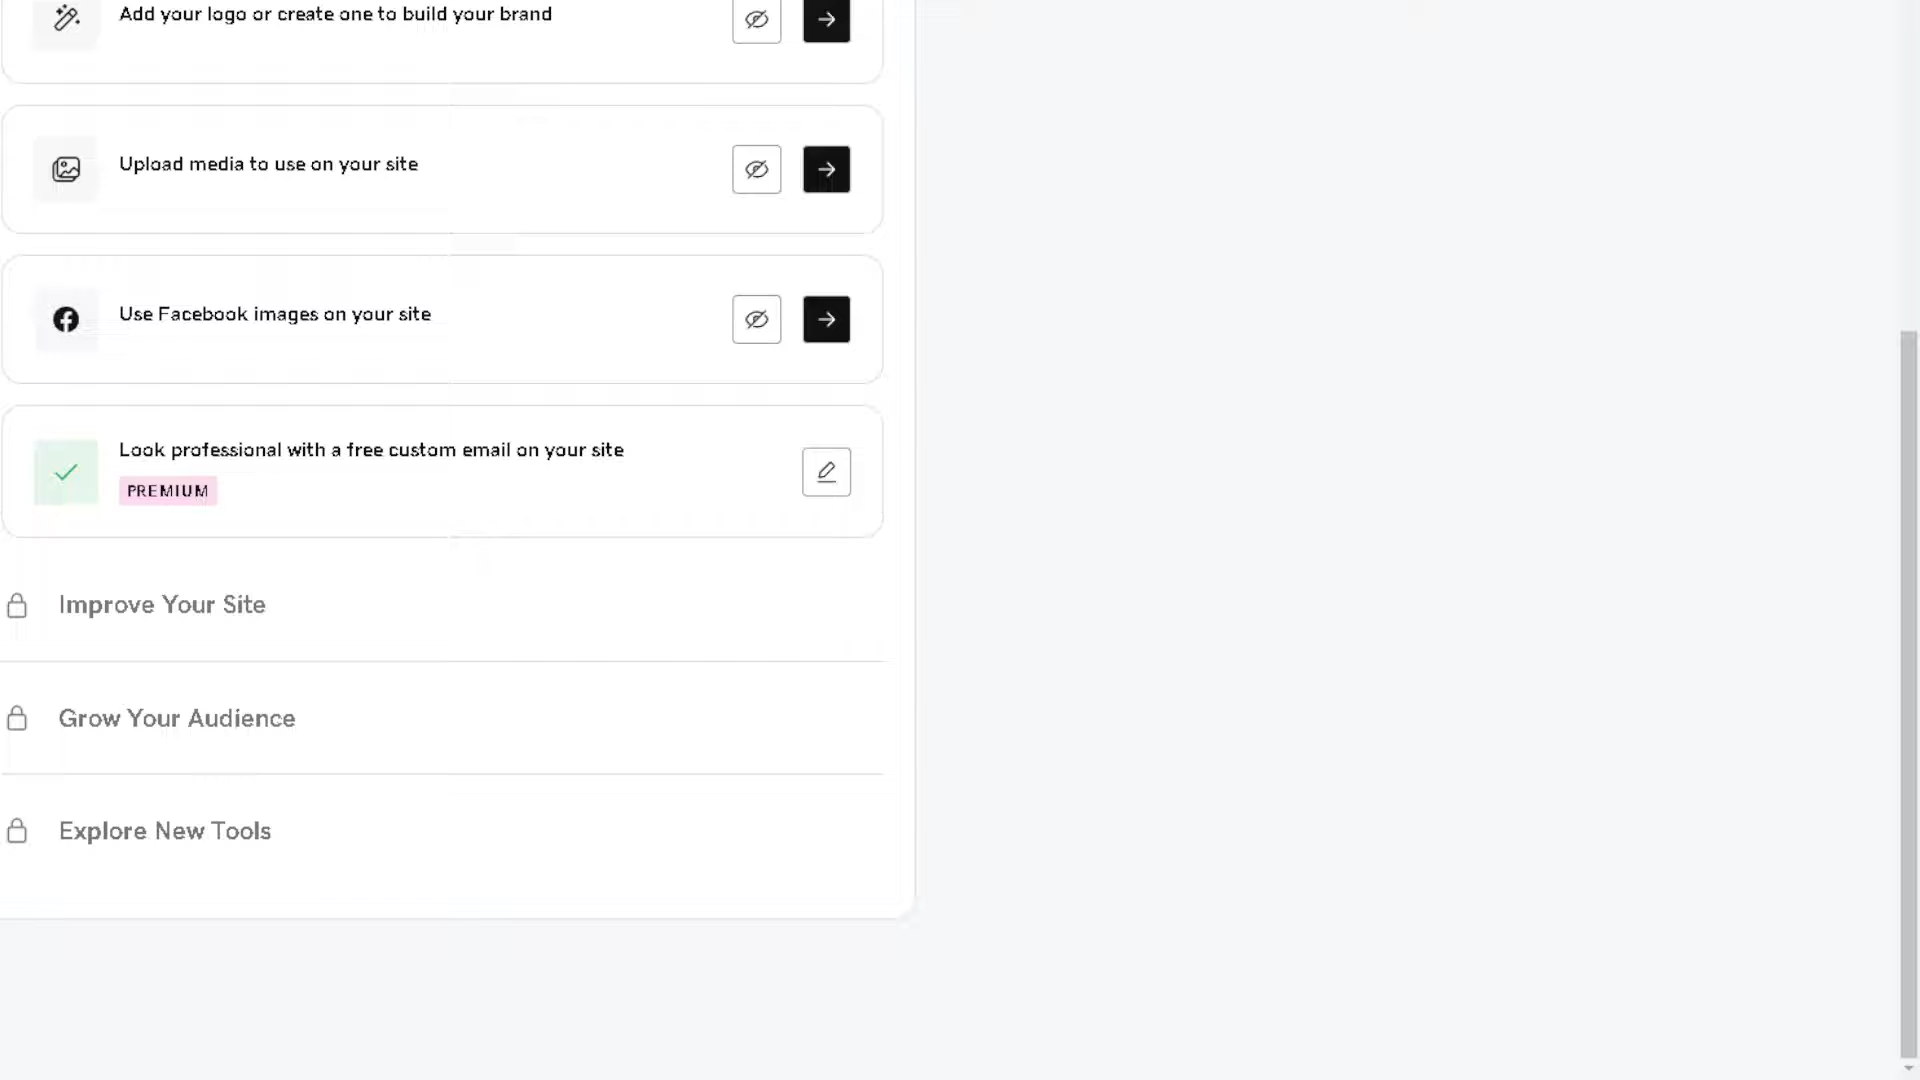 Add your logo or create one to build your brand
Upload media to use on your site
Use Facebook images on your site
Look professional with a free custom email on your site
PREMIUM
Improve Your Site
Grow Your Audience
Explore New Tools